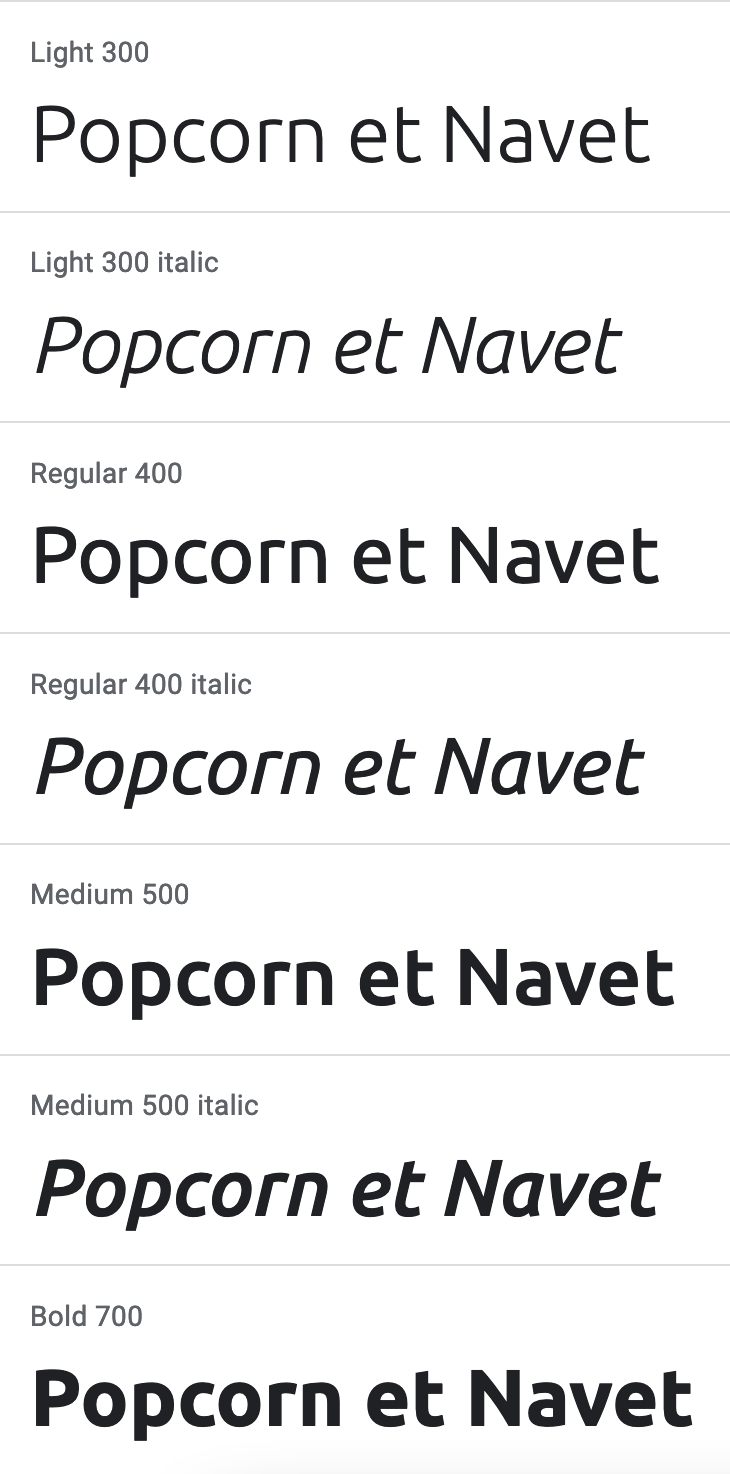 Light 300
Popcorn et Navet
Light 300 italic
Popcorn et Navet
Regular 400
Popcorn et Navet
Regular 400 italic
Popcorn et Navet
Medium 500
Popcorn et Navet
Medium 500 italic
Popcorn et Navet
Bold 700
Popcorn et Navet